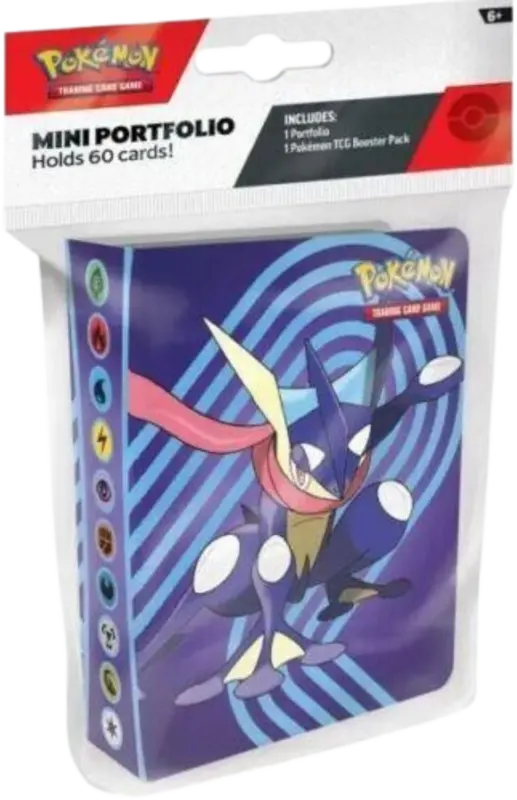 6+
POKÉMON
TRADING CARD GAME
MINI PORTFOLIO
Holds 60 cards!
INCLUDES:
1 Portfolio
1 Pokémon TCG Booster Pack
POKÉMON
TRADING CARD GAME